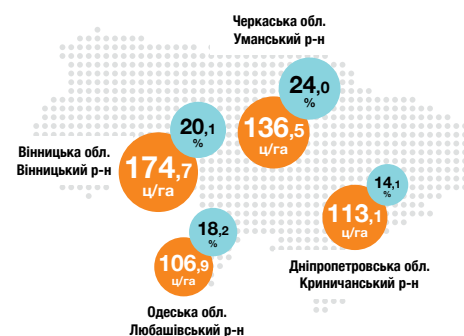 Черкаська обл.
Уманський р-н
24,0
%
136,5
ц/га
Вінницька обл.
Вінницький р-н
20,1
%
174,7
ц/га
14,1
%
113,1
ц/га
Дніпропетровська обл.
Криничанський р-н
18,2
%
106,9
ц/га
Одеська обл.
Любашівський р-н